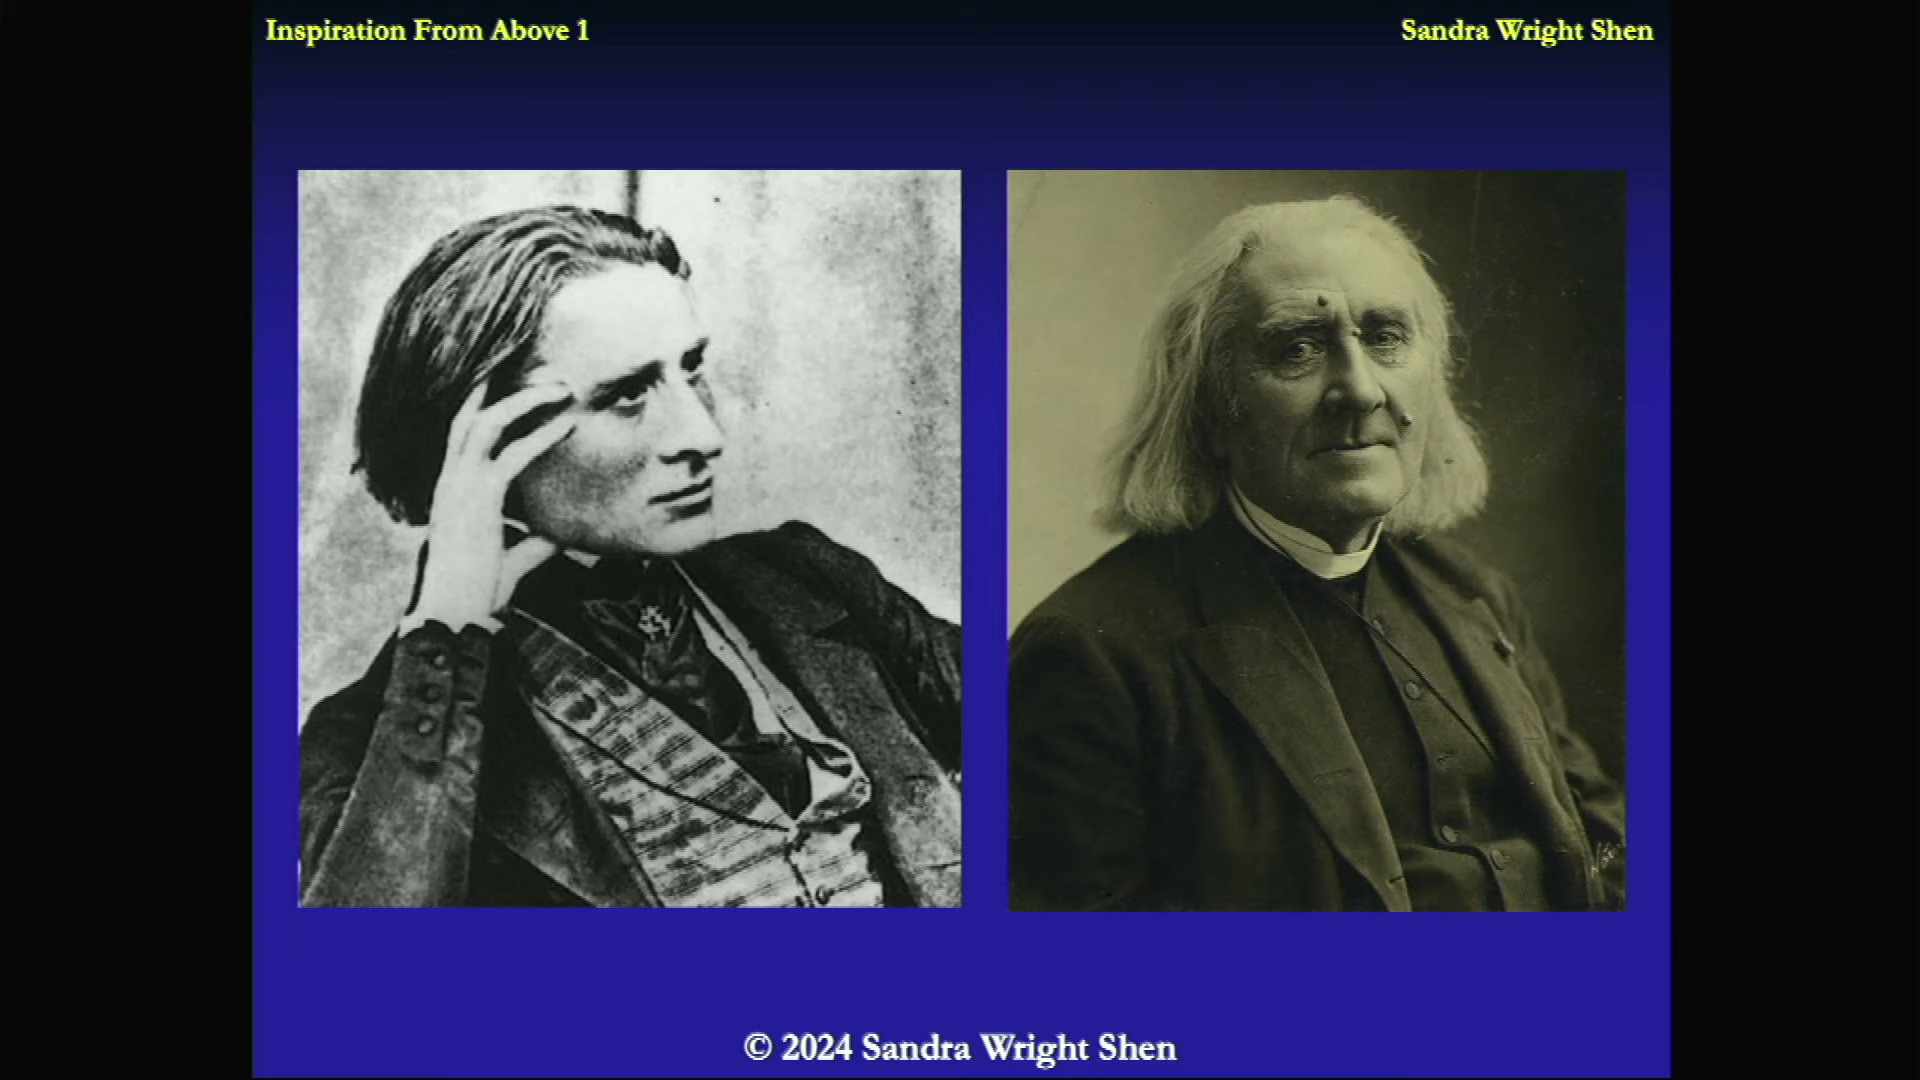 Inspiration From Above 1
Sandra Wright Shen
© 2024 Sandra Wright Shen